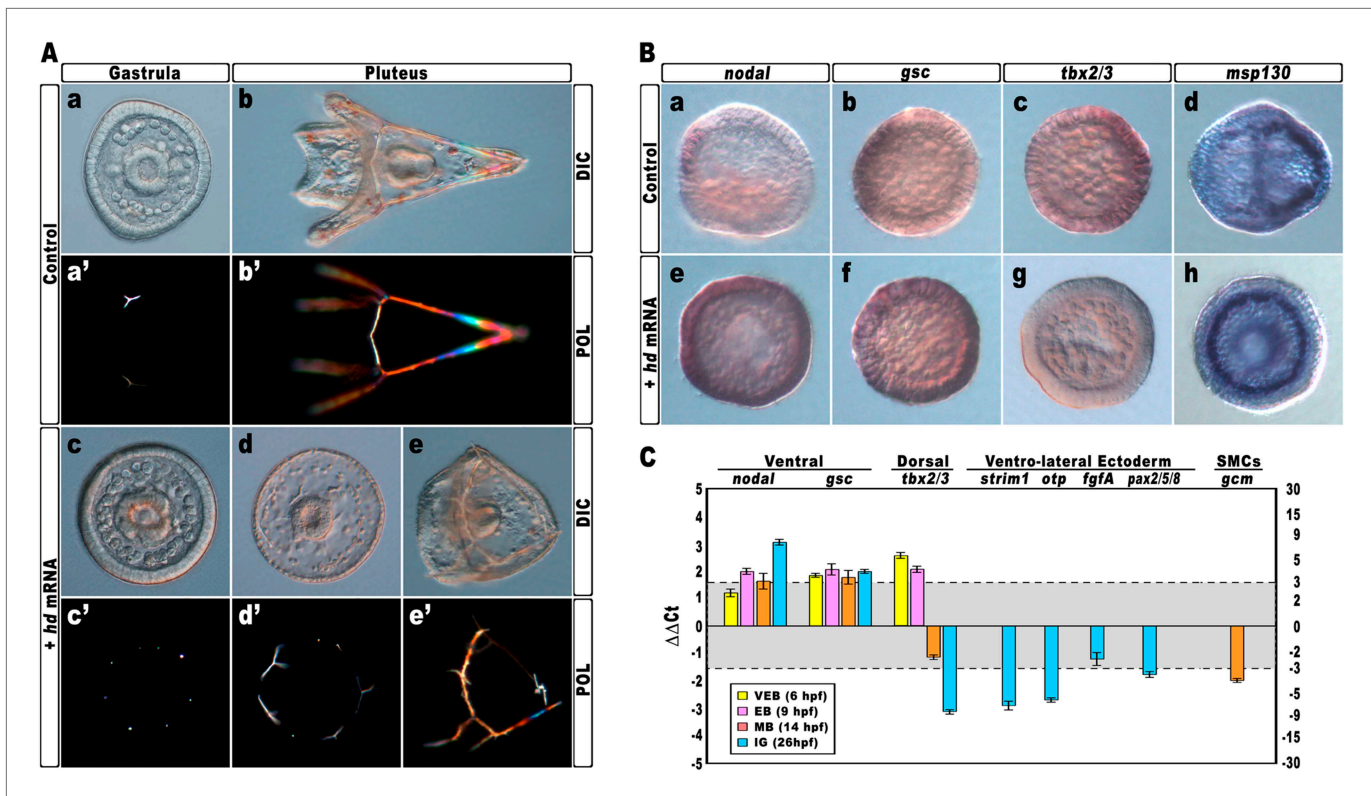 A
Gastrula
Pluteus
Control
+ hd mRNA
DIC
POL
DIC
POL
a
b
a'
b'
c
d
e
c'
d'
e'
B
nodal
gsc
tbx2/3
msp130
Control
+ hd mRNA
a
b
c
d
e
f
g
h
C
Ventral
Dorsal
Ventro-lateral Ectoderm
SMCs
nodal
gsc
tbx2/3
strim1
otp
fgfA
pax2/5/8
gcm
ΔΔCt
5
4
3
2
1
0
-1
-2
-3
-4
-5
30
15
9
5
3
2
0
-2
-3
-5
-9
-15
-30
VEB (6 hpf)
EB (9 hpf)
MB (14 hpf)
IG (26hpf)